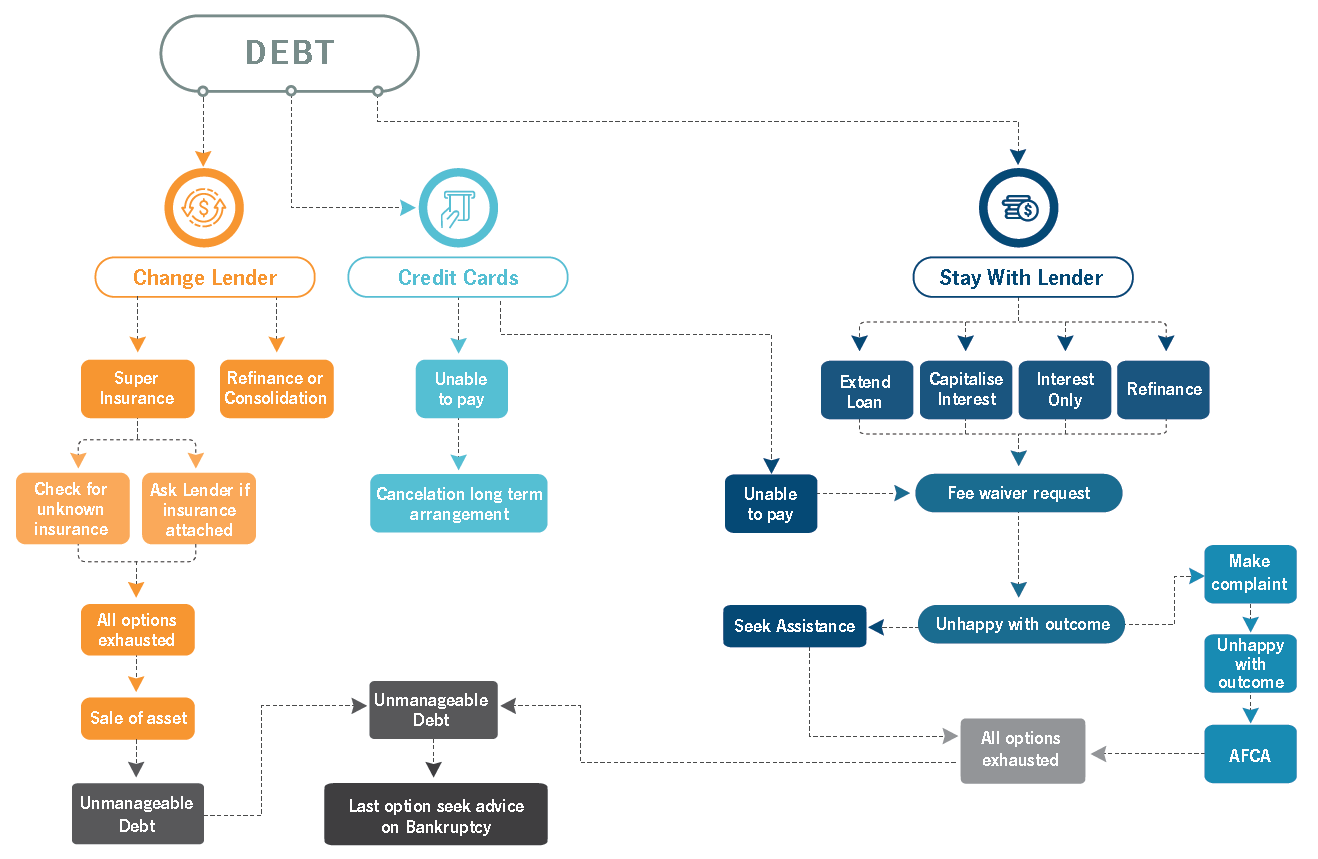 DEBT
Change Lender
Credit Cards
Stay With Lender
Super
Insurance
Refinance or
Consolidation
Unable
to pay
Extend
Loan
Capitalise
Interest
Interest
Only
Refinance
Check for
unknown
insurance
Ask Lender if
insurance
attached
Cancelation long term
arrangement
Unable
to pay
Fee waiver request
Make
complaint
All options
exhausted
Seek Assistance
Unhappy with outcome
Unhappy
with
outcome
Sale of asset
Unmanageable
Debt
All options
exhausted
AFCA
Unmanageable
Debt
Last option seek advice
on Bankruptcy